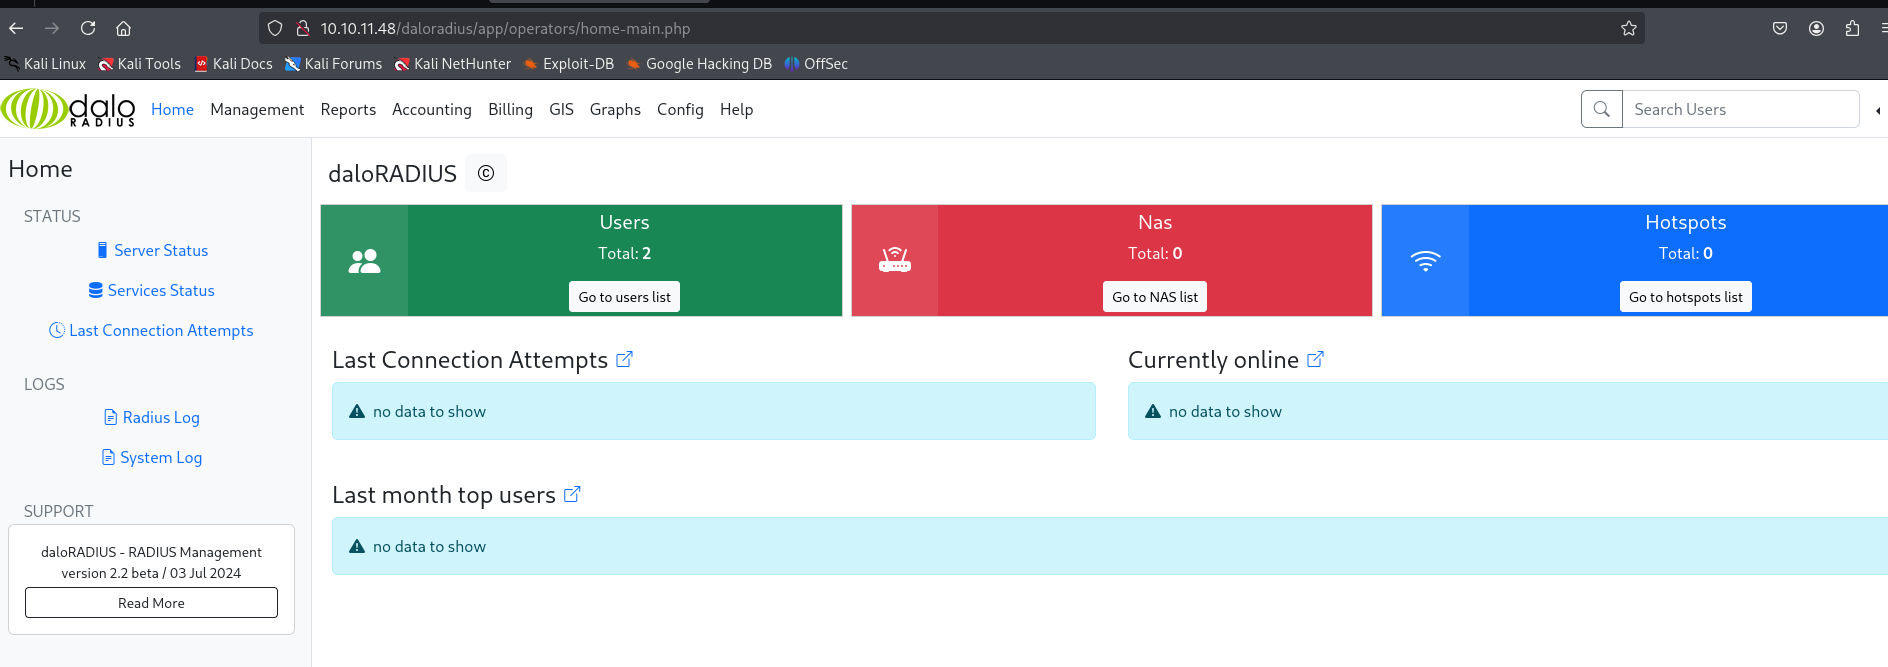 10.10.11.48/daloradius/app/operators/home-main.php
Kali Linux Kali Tools Kali Docs Kali Forums Kali NetHunter Exploit-DB Google Hacking DB OffSec
dalo RADIUS Home Management Reports Accounting Billing GIS Graphs Config Help Search Users
Home
STATUS
Server Status
Services Status
Last Connection Attempts
LOGS
Radius Log
System Log
SUPPORT
daloRADIUS - RADIUS Management
version 2.2 beta / 03 Jul 2024
Read More
daloRADIUS ©
Users
Total: 2
Go to users list
Nas
Total: 0
Go to NAS list
Hotspots
Total: 0
Go to hotspots list
Last Connection Attempts
no data to show
Currently online
no data to show
Last month top users
no data to show